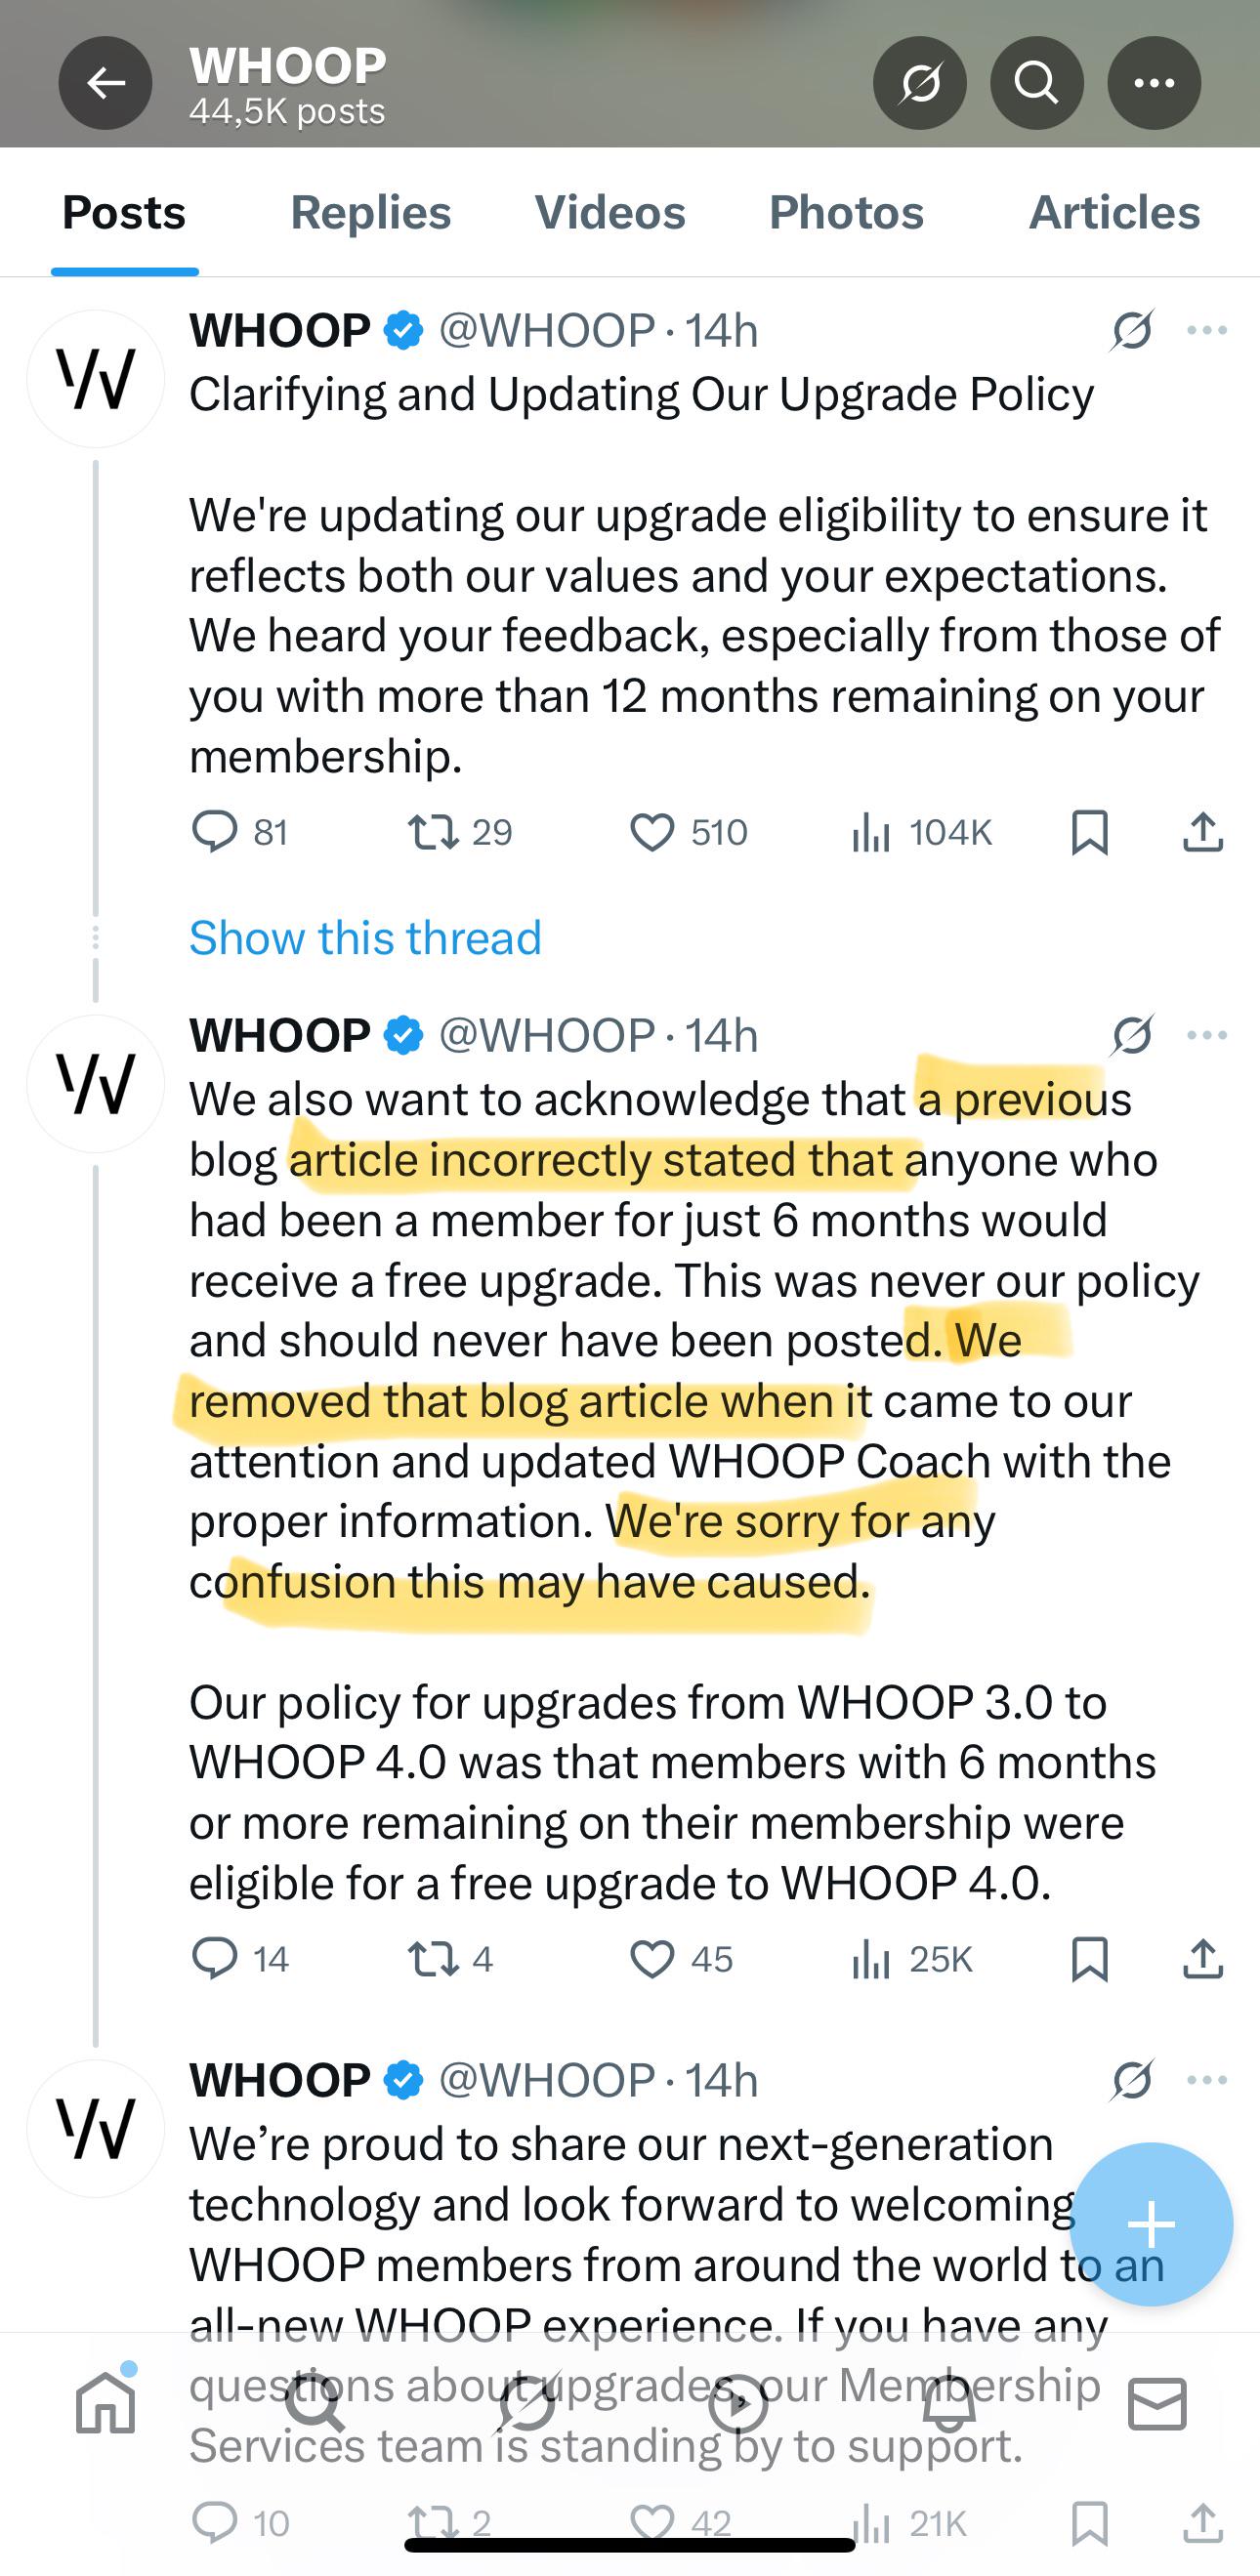 WHOOP
44,5K posts
Posts Replies Videos Photos Articles
WHOOP @WHOOP · 14h
Clarifying and Updating Our Upgrade Policy
We're updating our upgrade eligibility to ensure it
reflects both our values and your expectations.
We heard your feedback, especially from those of
you with more than 12 months remaining on your
membership.
81 29 510 104K
Show this thread
WHOOP @WHOOP · 14h
We also want to acknowledge that a previous
blog article incorrectly stated that anyone who
had been a member for just 6 months would
receive a free upgrade. This was never our policy
and should never have been posted. We
removed that blog article when it came to our
attention and updated WHOOP Coach with the
proper information. We're sorry for any
confusion this may have caused.
Our policy for upgrades from WHOOP 3.0 to
WHOOP 4.0 was that members with 6 months
or more remaining on their membership were
eligible for a free upgrade to WHOOP 4.0.
14 4 45 25K
WHOOP @WHOOP · 14h
We’re proud to share our next-generation
technology and look forward to welcoming
WHOOP members from around the world to an
all-new WHOOP experience. If you have any
questions about upgrades, our Membership
Services team is standing by to support.
10 2 42 21K